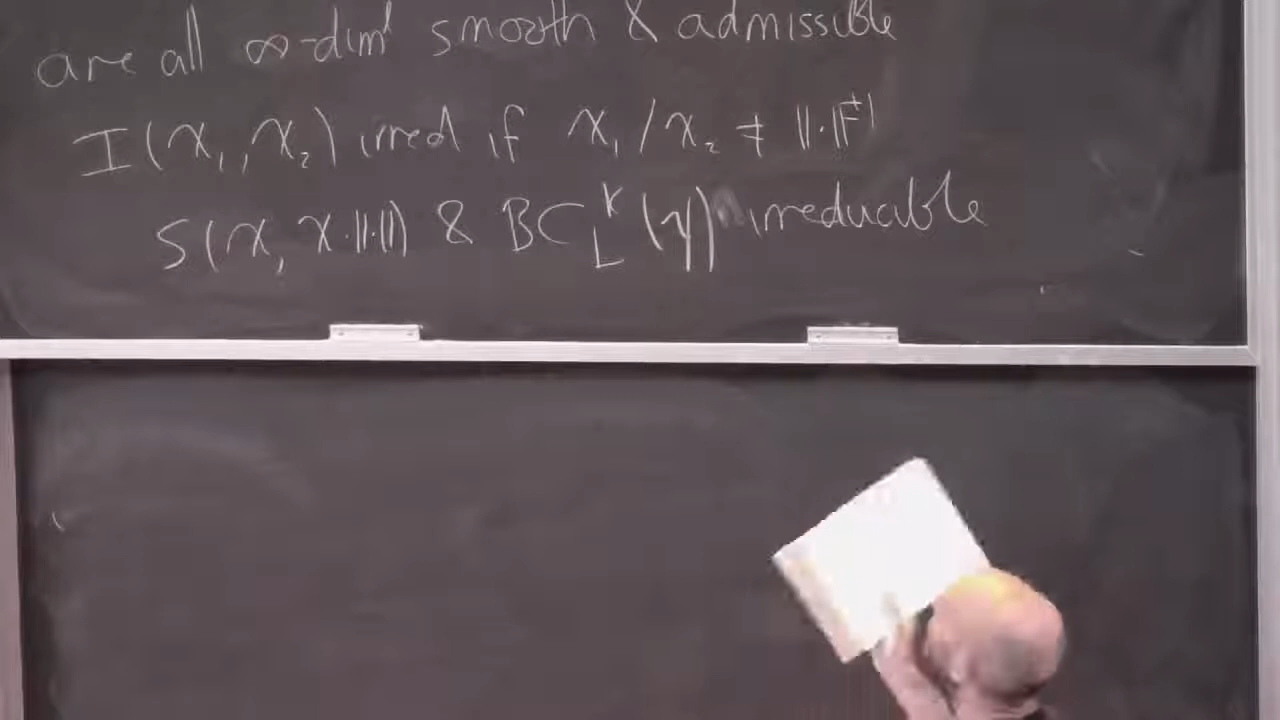 are all ∞-dim'l smooth & admissible
I(χ₁, χ₂) irred if χ₁/χ₂ ≠ ‖·‖^±1
S(χ, χ·‖·‖) & BC_L^K(ψ) irreducible